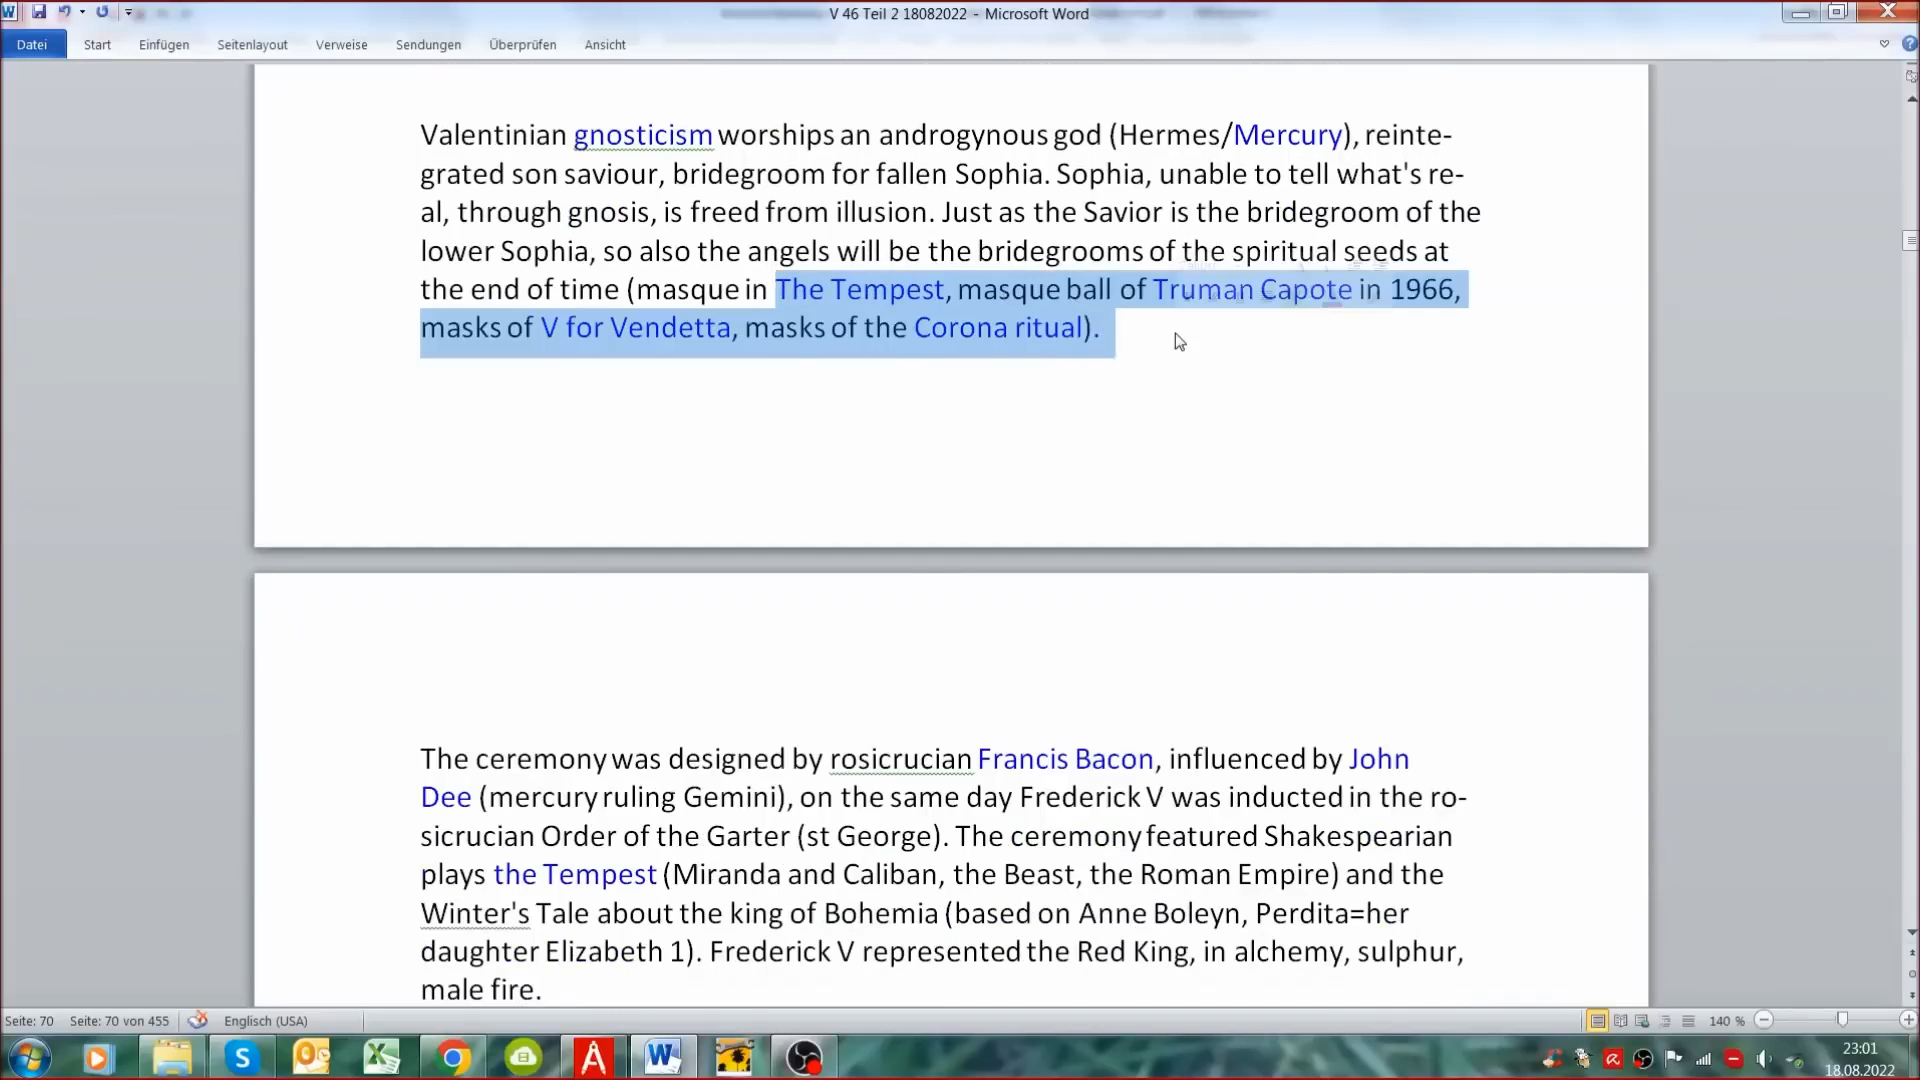 V 46 Teil 2 18082022 - Microsoft Word
Datei Start Einfügen Seitenlayout Verweise Sendungen Überprüfen Ansicht
Valentinian gnosticism worships an androgynous god (Hermes/Mercury), reinte-
grated son saviour, bridegroom for fallen Sophia. Sophia, unable to tell what's re-
al, through gnosis, is freed from illusion. Just as the Savior is the bridegroom of the
lower Sophia, so also the angels will be the bridegrooms of the spiritual seeds at
the end of time (masque in The Tempest, masque ball of Truman Capote in 1966,
masks of V for Vendetta, masks of the Corona ritual).
The ceremony was designed by rosicrucian Francis Bacon, influenced by John
Dee (mercury ruling Gemini), on the same day Frederick V was inducted in the ro-
sicrucian Order of the Garter (st George). The ceremony featured Shakespearian
plays the Tempest (Miranda and Caliban, the Beast, the Roman Empire) and the
Winter's Tale about the king of Bohemia (based on Anne Boleyn, Perdita=her
daughter Elizabeth 1). Frederick V represented the Red King, in alchemy, sulphur,
male fire.
Seite: 70 Seite: 70 von 455 Englisch (USA) 140 %
23:01
18.08.2022